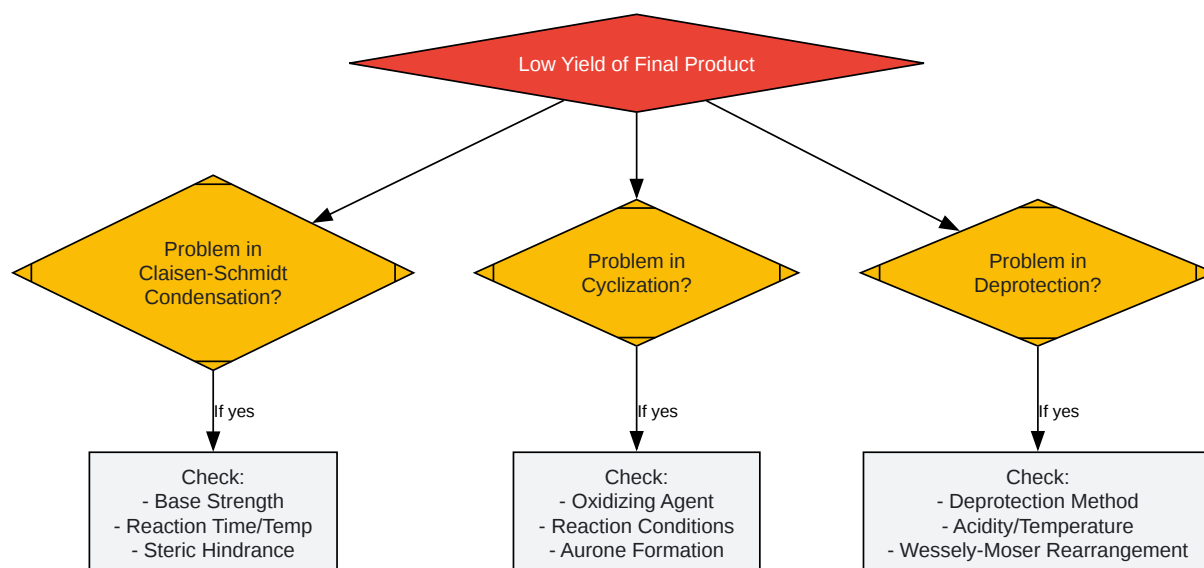 Low Yield of Final Product
Problem in
Claisen-Schmidt
Condensation?
Problem in
Cyclization?
Problem in
Deprotection?
If yes
If yes
If yes
Check:
- Base Strength
- Reaction Time/Temp
- Steric Hindrance
Check:
- Oxidizing Agent
- Reaction Conditions
- Aurone Formation
Check:
- Deprotection Method
- Acidity/Temperature
- Wessely-Moser Rearrangement